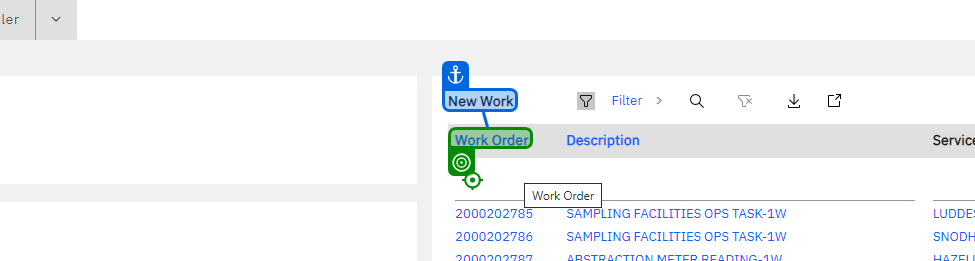 ler
New Work
Filter
Work Order Description Service
Work Order
2000202785 SAMPLING FACILITIES OPS TASK-1W LUDDES
2000202786 SAMPLING FACILITIES OPS TASK-1W SNODH
2000202787 ABSTRACTION METER READING-1W HAZEL